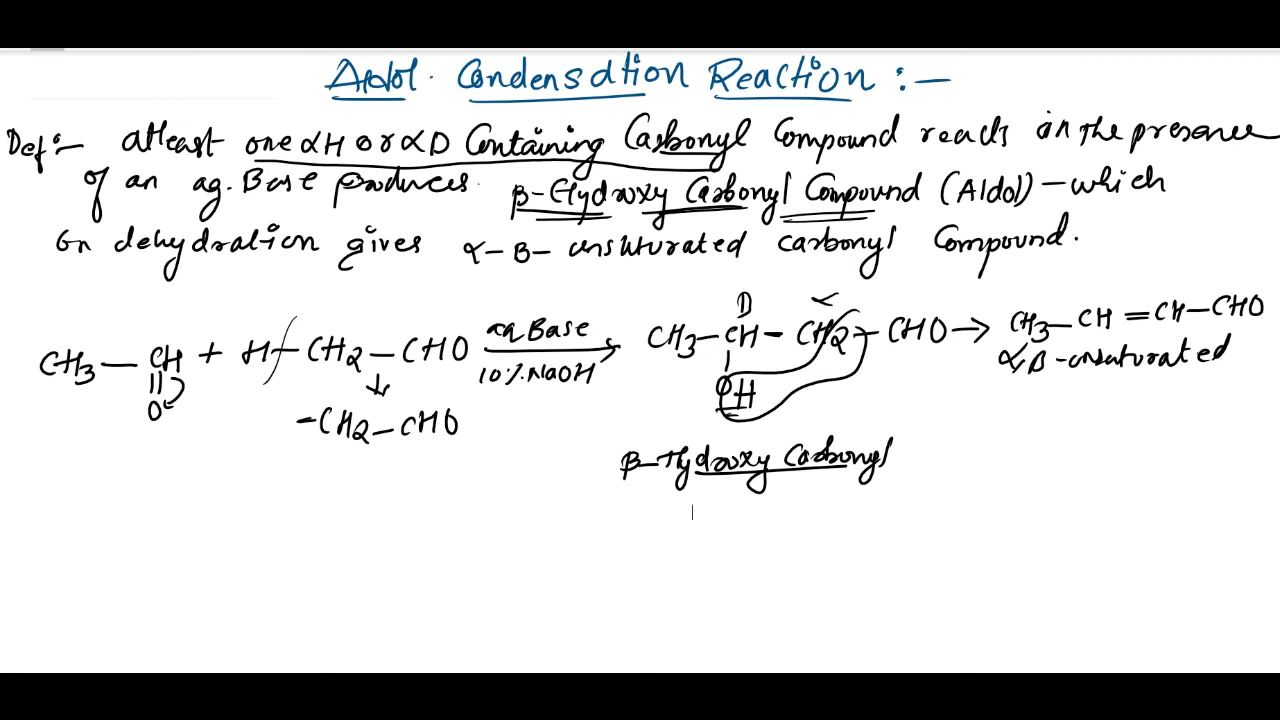 Aldol. Condensation Reaction :-
Def:- atleast one αH or αD Containing Carbonyl Compound reacts in the presence
of an aq. Base produces β-Hydroxy Carbonyl Compound (Aldol) - which
on dehydration gives α-B- unsaturated carbonyl Compound.
CH3 - CH + H - CH2 - CHO aq Base CH3 - CH - CH2 - CHO → CH3 - CH = CH - CHO
10% NaOH
O
↓
OH
αβ-unsaturated
-CH2 - CHO
β-Hydroxy Carbonyl